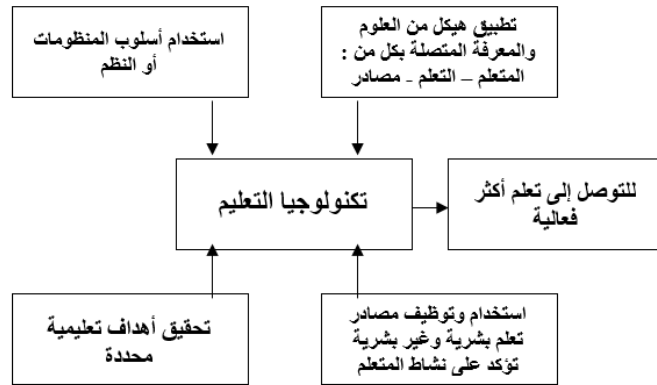 تطبيق هيكل من العلوم
والمعرفة المتصلة بكل من :
المتعلم – التعلم - مصادر
استخدام أسلوب المنظومات
أو النظم
تكنولوجيا التعليم
للتوصل إلى تعلم أكثر
فعالية
استخدام وتوظيف مصادر
تعلم بشرية وغير بشرية
تؤكد على نشاط المتعلم
تحقيق أهداف تعليمية
محددة